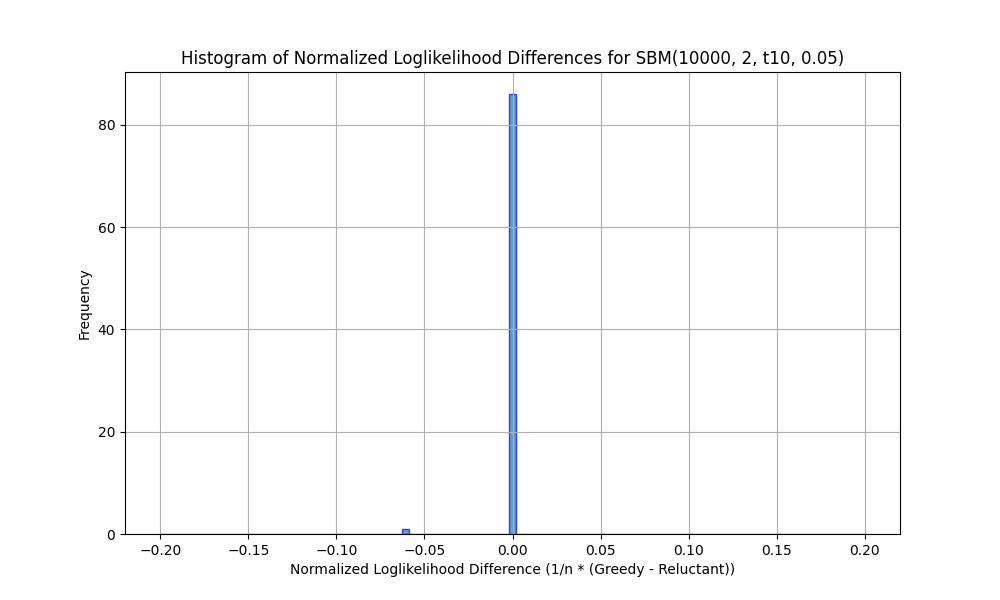 Histogram of Normalized Loglikelihood Differences for SBM(10000, 2, t10, 0.05)
80
60
40
20
0
Frequency
−0.20 −0.15 −0.10 −0.05 0.00 0.05 0.10 0.15 0.20
Normalized Loglikelihood Difference (1/n * (Greedy - Reluctant))